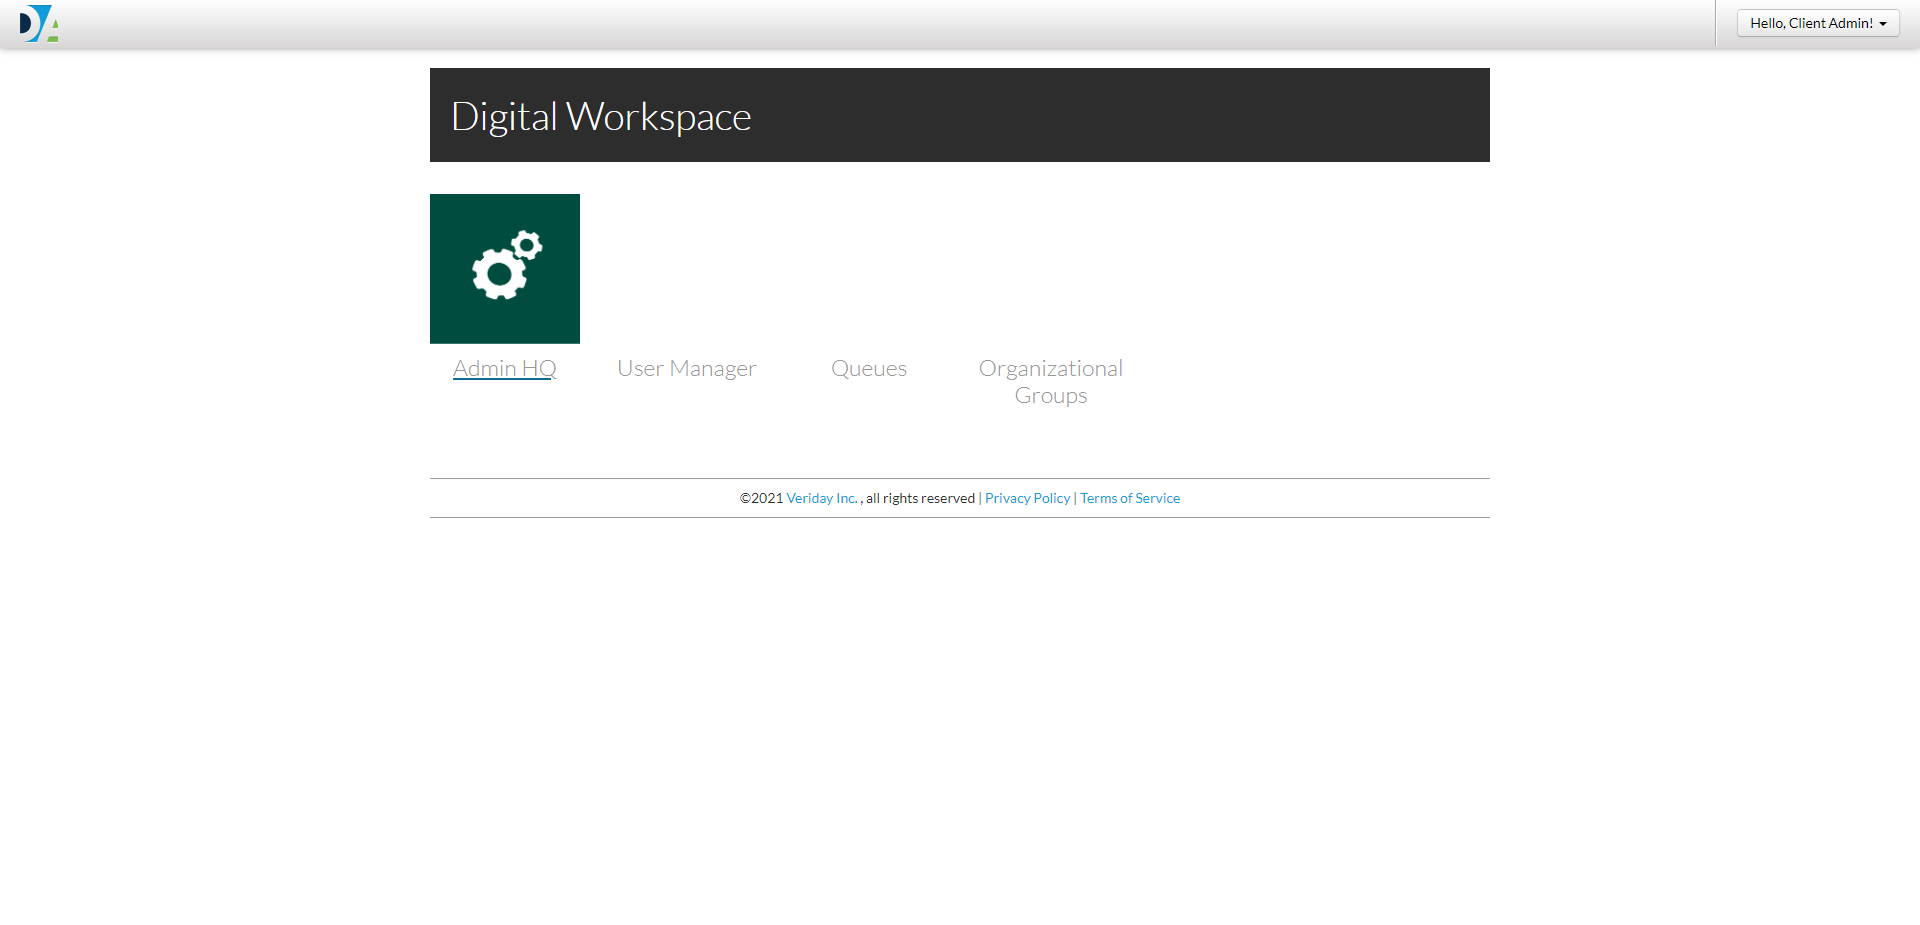 DA
Hello, Client Admin!
Digital Workspace
Admin HQ
User Manager
Queues
Organizational
Groups
©2021 Veriday Inc. , all rights reserved | Privacy Policy | Terms of Service